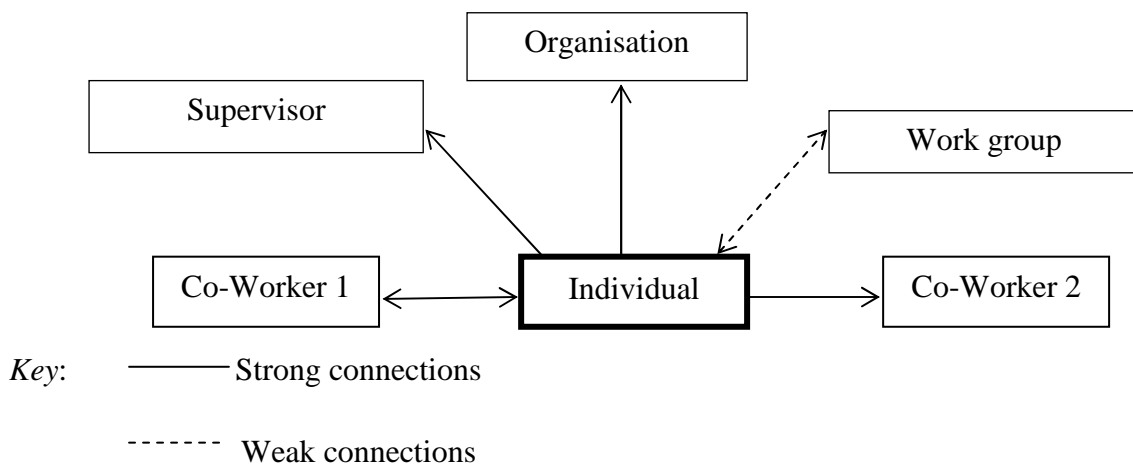 Organisation
Supervisor
Work group
Co-Worker 1
Individual
Co-Worker 2
Key:
Strong connections
Weak connections